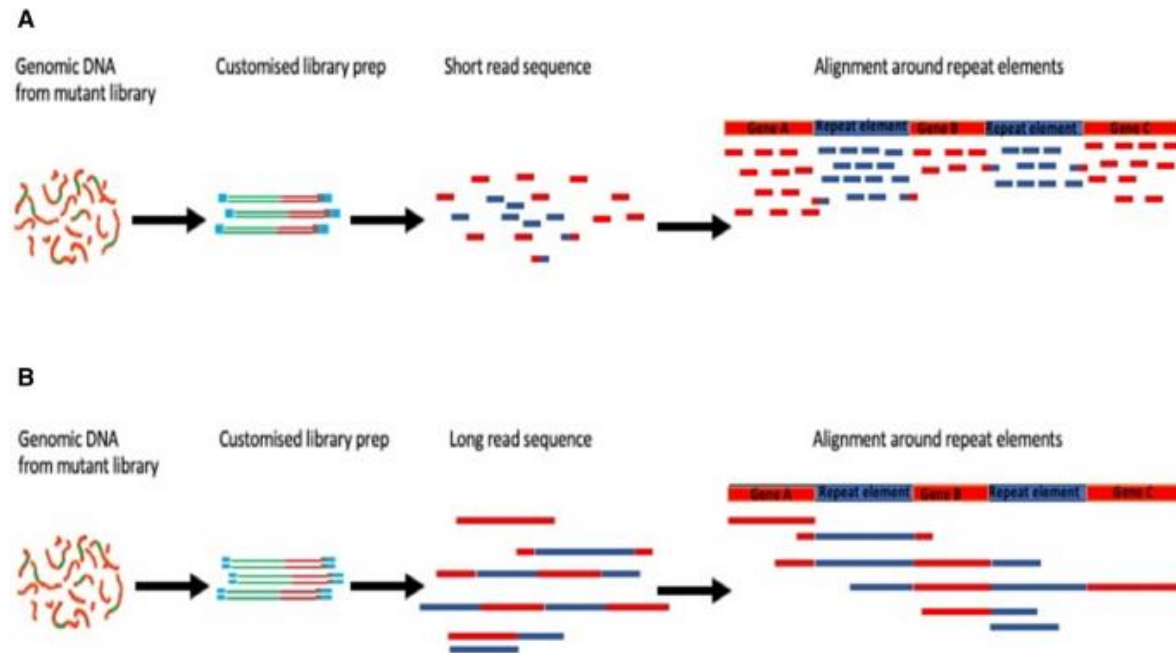 A
Genomic DNA
from mutant library
Customised library prep
Short read sequence
Alignment around repeat elements
Gene A
Repeat element
Gene B
Repeat element
Gene C
B
Genomic DNA
from mutant library
Customised library prep
Long read sequence
Alignment around repeat elements
Gene A
Repeat element
Gene B
Repeat element
Gene C